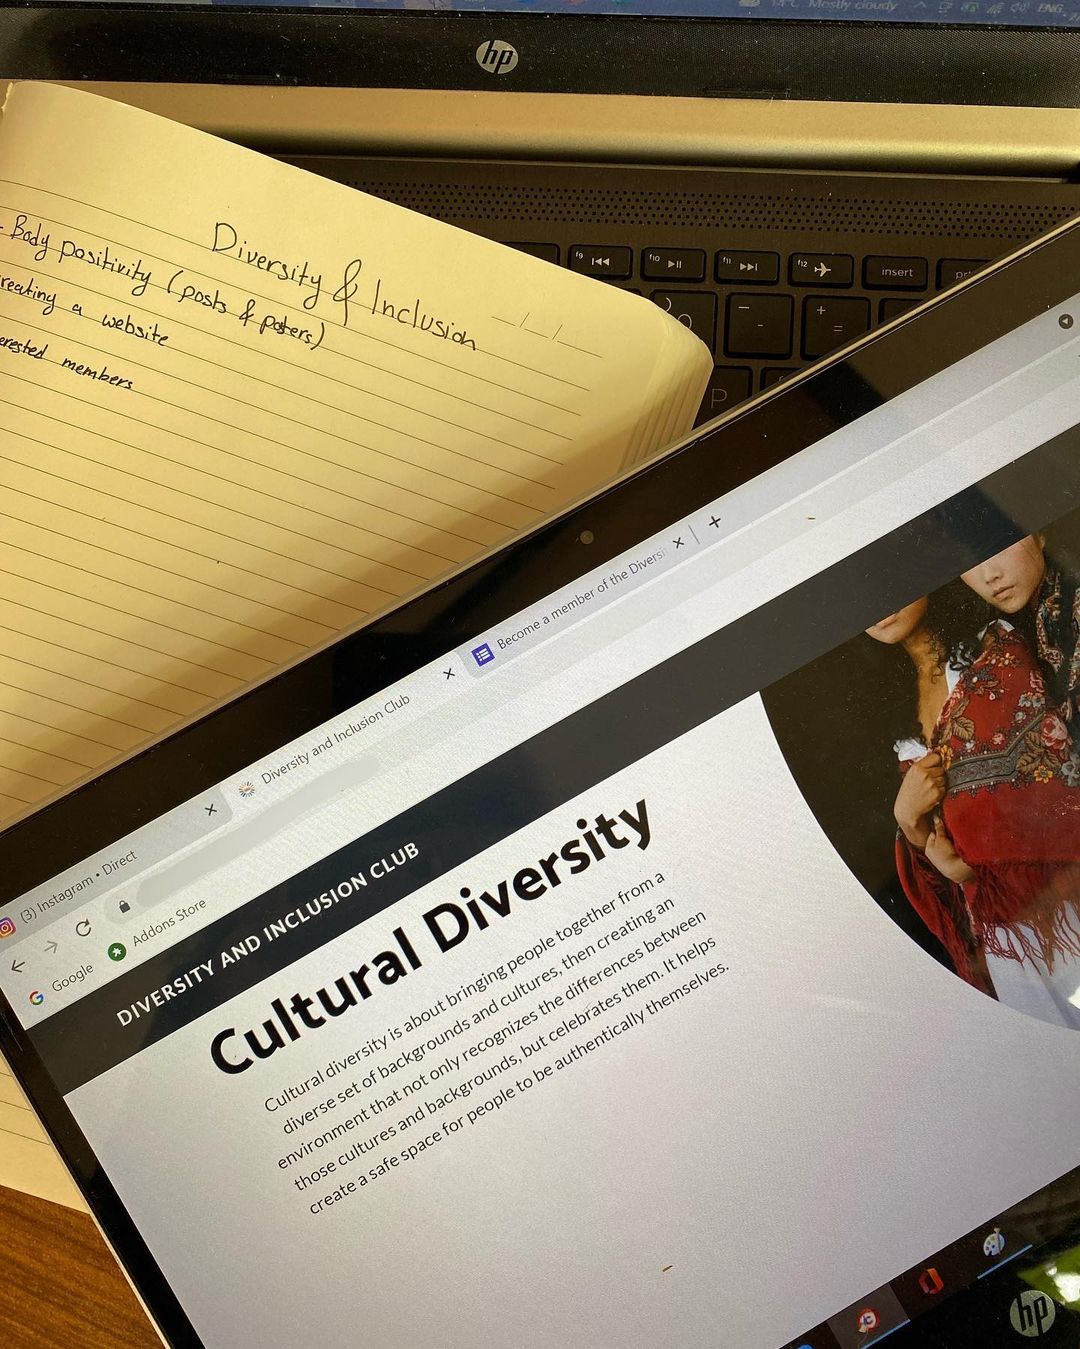 14°C Mostly cloudy ENG
hp
Diversity & Inclusion
- Body positivity (posts & posters)
reating a website
erested members
f9
f10
f11
f12
insert
P
(3) Instagram • Direct
Diversity and Inclusion Club
Become a member of the Diversi
Google
Addons Store
DIVERSITY AND INCLUSION CLUB
Cultural Diversity
Cultural diversity is about bringing people together from a
diverse set of backgrounds and cultures, then creating an
environment that not only recognizes the differences between
those cultures and backgrounds, but celebrates them. It helps
create a safe space for people to be authentically themselves.
hp